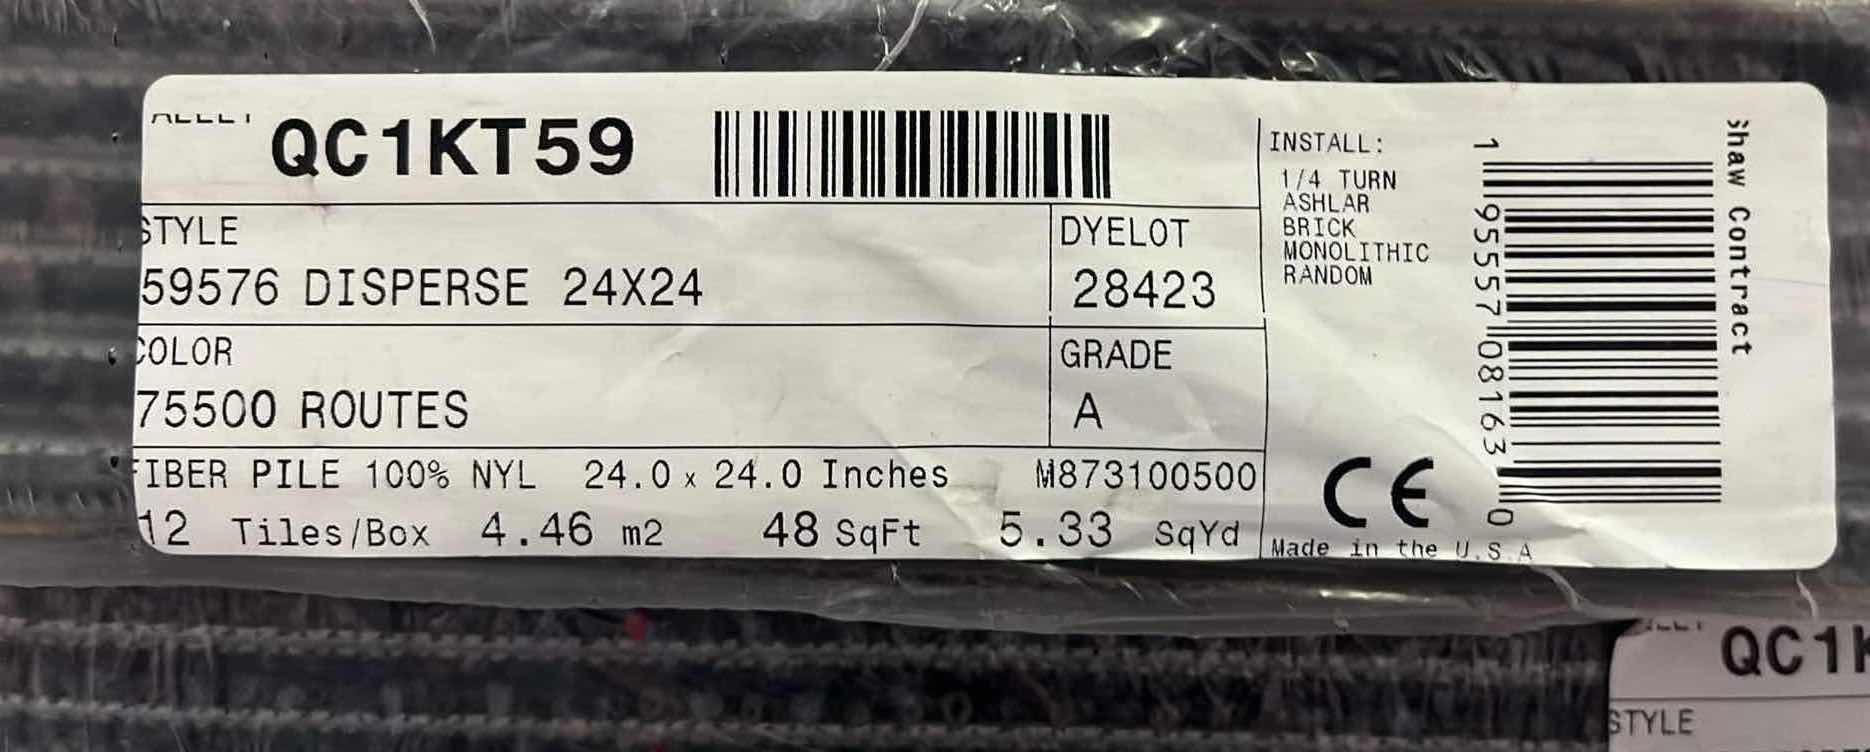 QC1KT59
STYLE
59576 DISPERSE 24X24
DYELOT
28423
COLOR
75500 ROUTES
GRADE
A
FIBER PILE 100% NYL 24.0 x 24.0 Inches M873100500
12 Tiles/Box 4.46 m2 48 SqFt 5.33 SqYd
INSTALL:
1/4 TURN
ASHLAR
BRICK
MONOLITHIC
RANDOM
CE
Made in the U.S.A
1 95557 08163 0
Shaw Contract
QC1K
STYLE